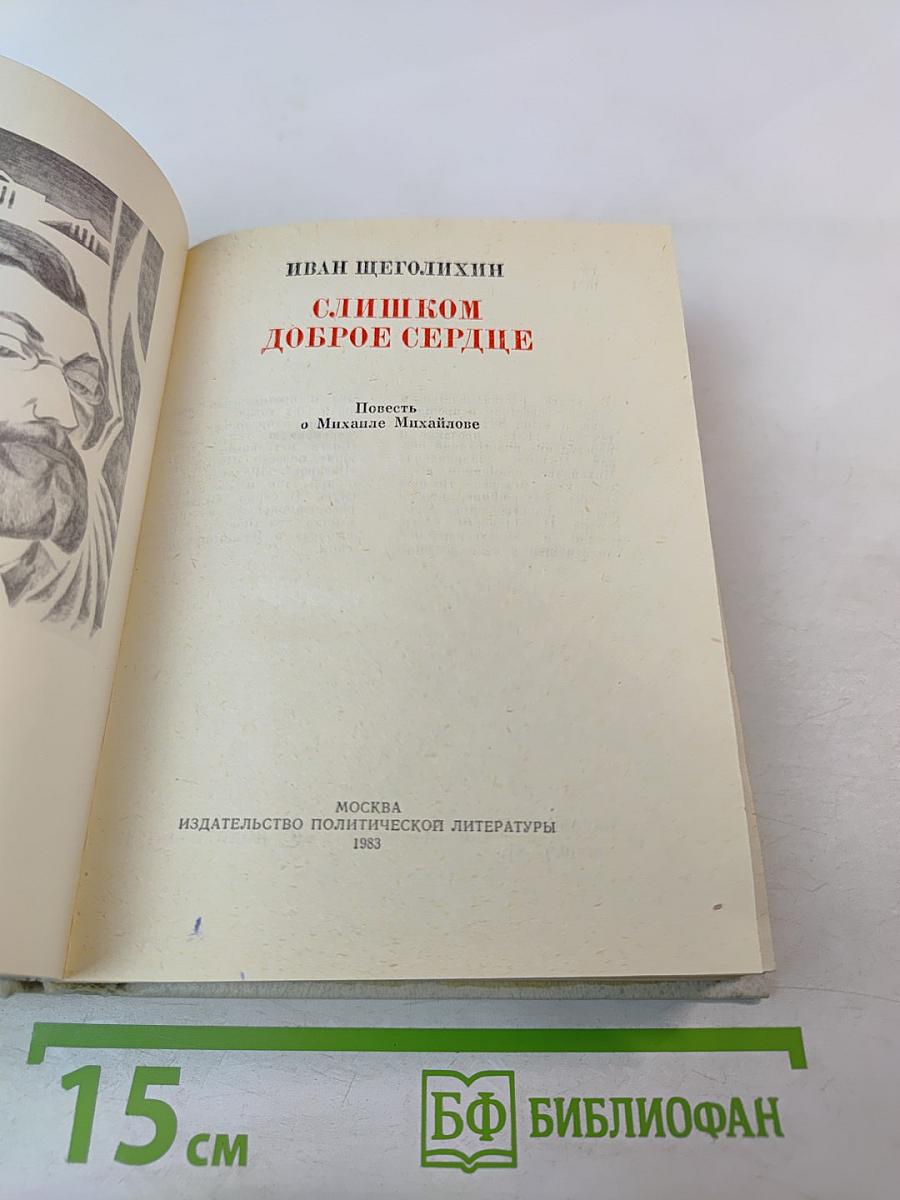 ИВАН ЩЕГОЛИХИН
СЛИШКОМ
ДОБРОЕ СЕРДЦЕ
Повесть
о Михаиле Михайлове
МОСКВА
ИЗДАТЕЛЬСТВО ПОЛИТИЧЕСКОЙ ЛИТЕРАТУРЫ
1983
15 см
БФ БИБЛИОФАН